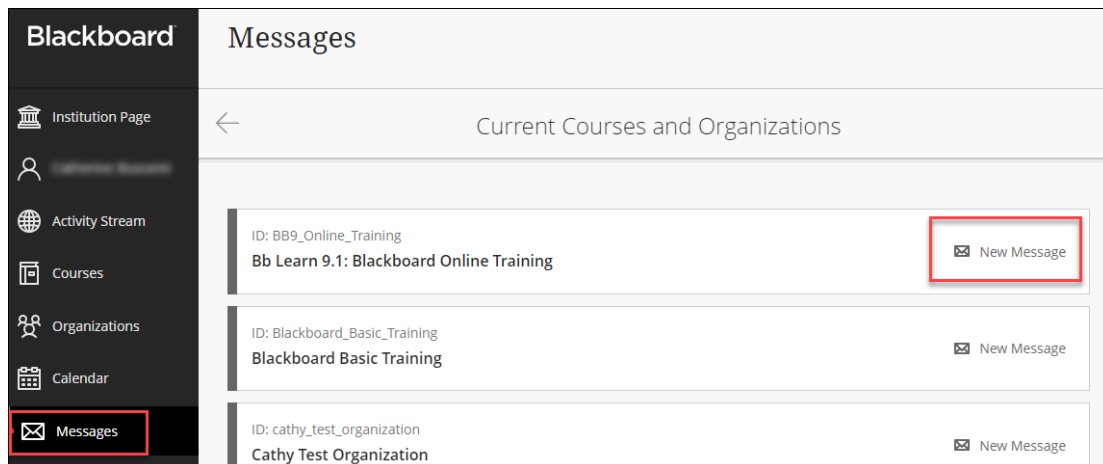 Blackboard
Messages
Institution Page
Activity Stream
Courses
Organizations
Calendar
Messages
Current Courses and Organizations
ID: BB9_Online_Training
Bb Learn 9.1: Blackboard Online Training
New Message
ID: Blackboard_Basic_Training
Blackboard Basic Training
New Message
ID: cathy_test_organization
Cathy Test Organization
New Message